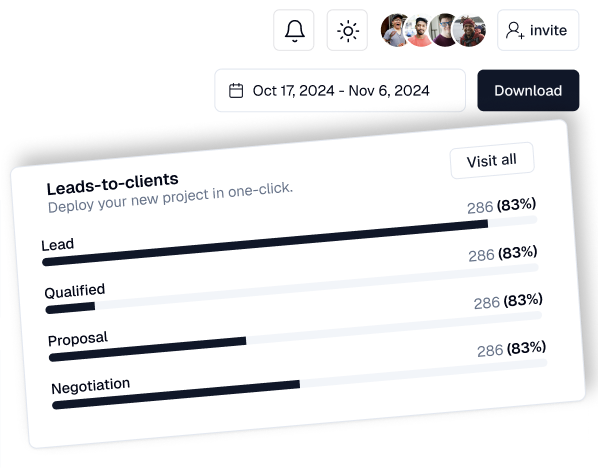 invite
Oct 17, 2024 - Nov 6, 2024
Download
Leads-to-clients
Visit all
Deploy your new project in one-click.
Lead 286 (83%)
Qualified 286 (83%)
Proposal 286 (83%)
Negotiation 286 (83%)